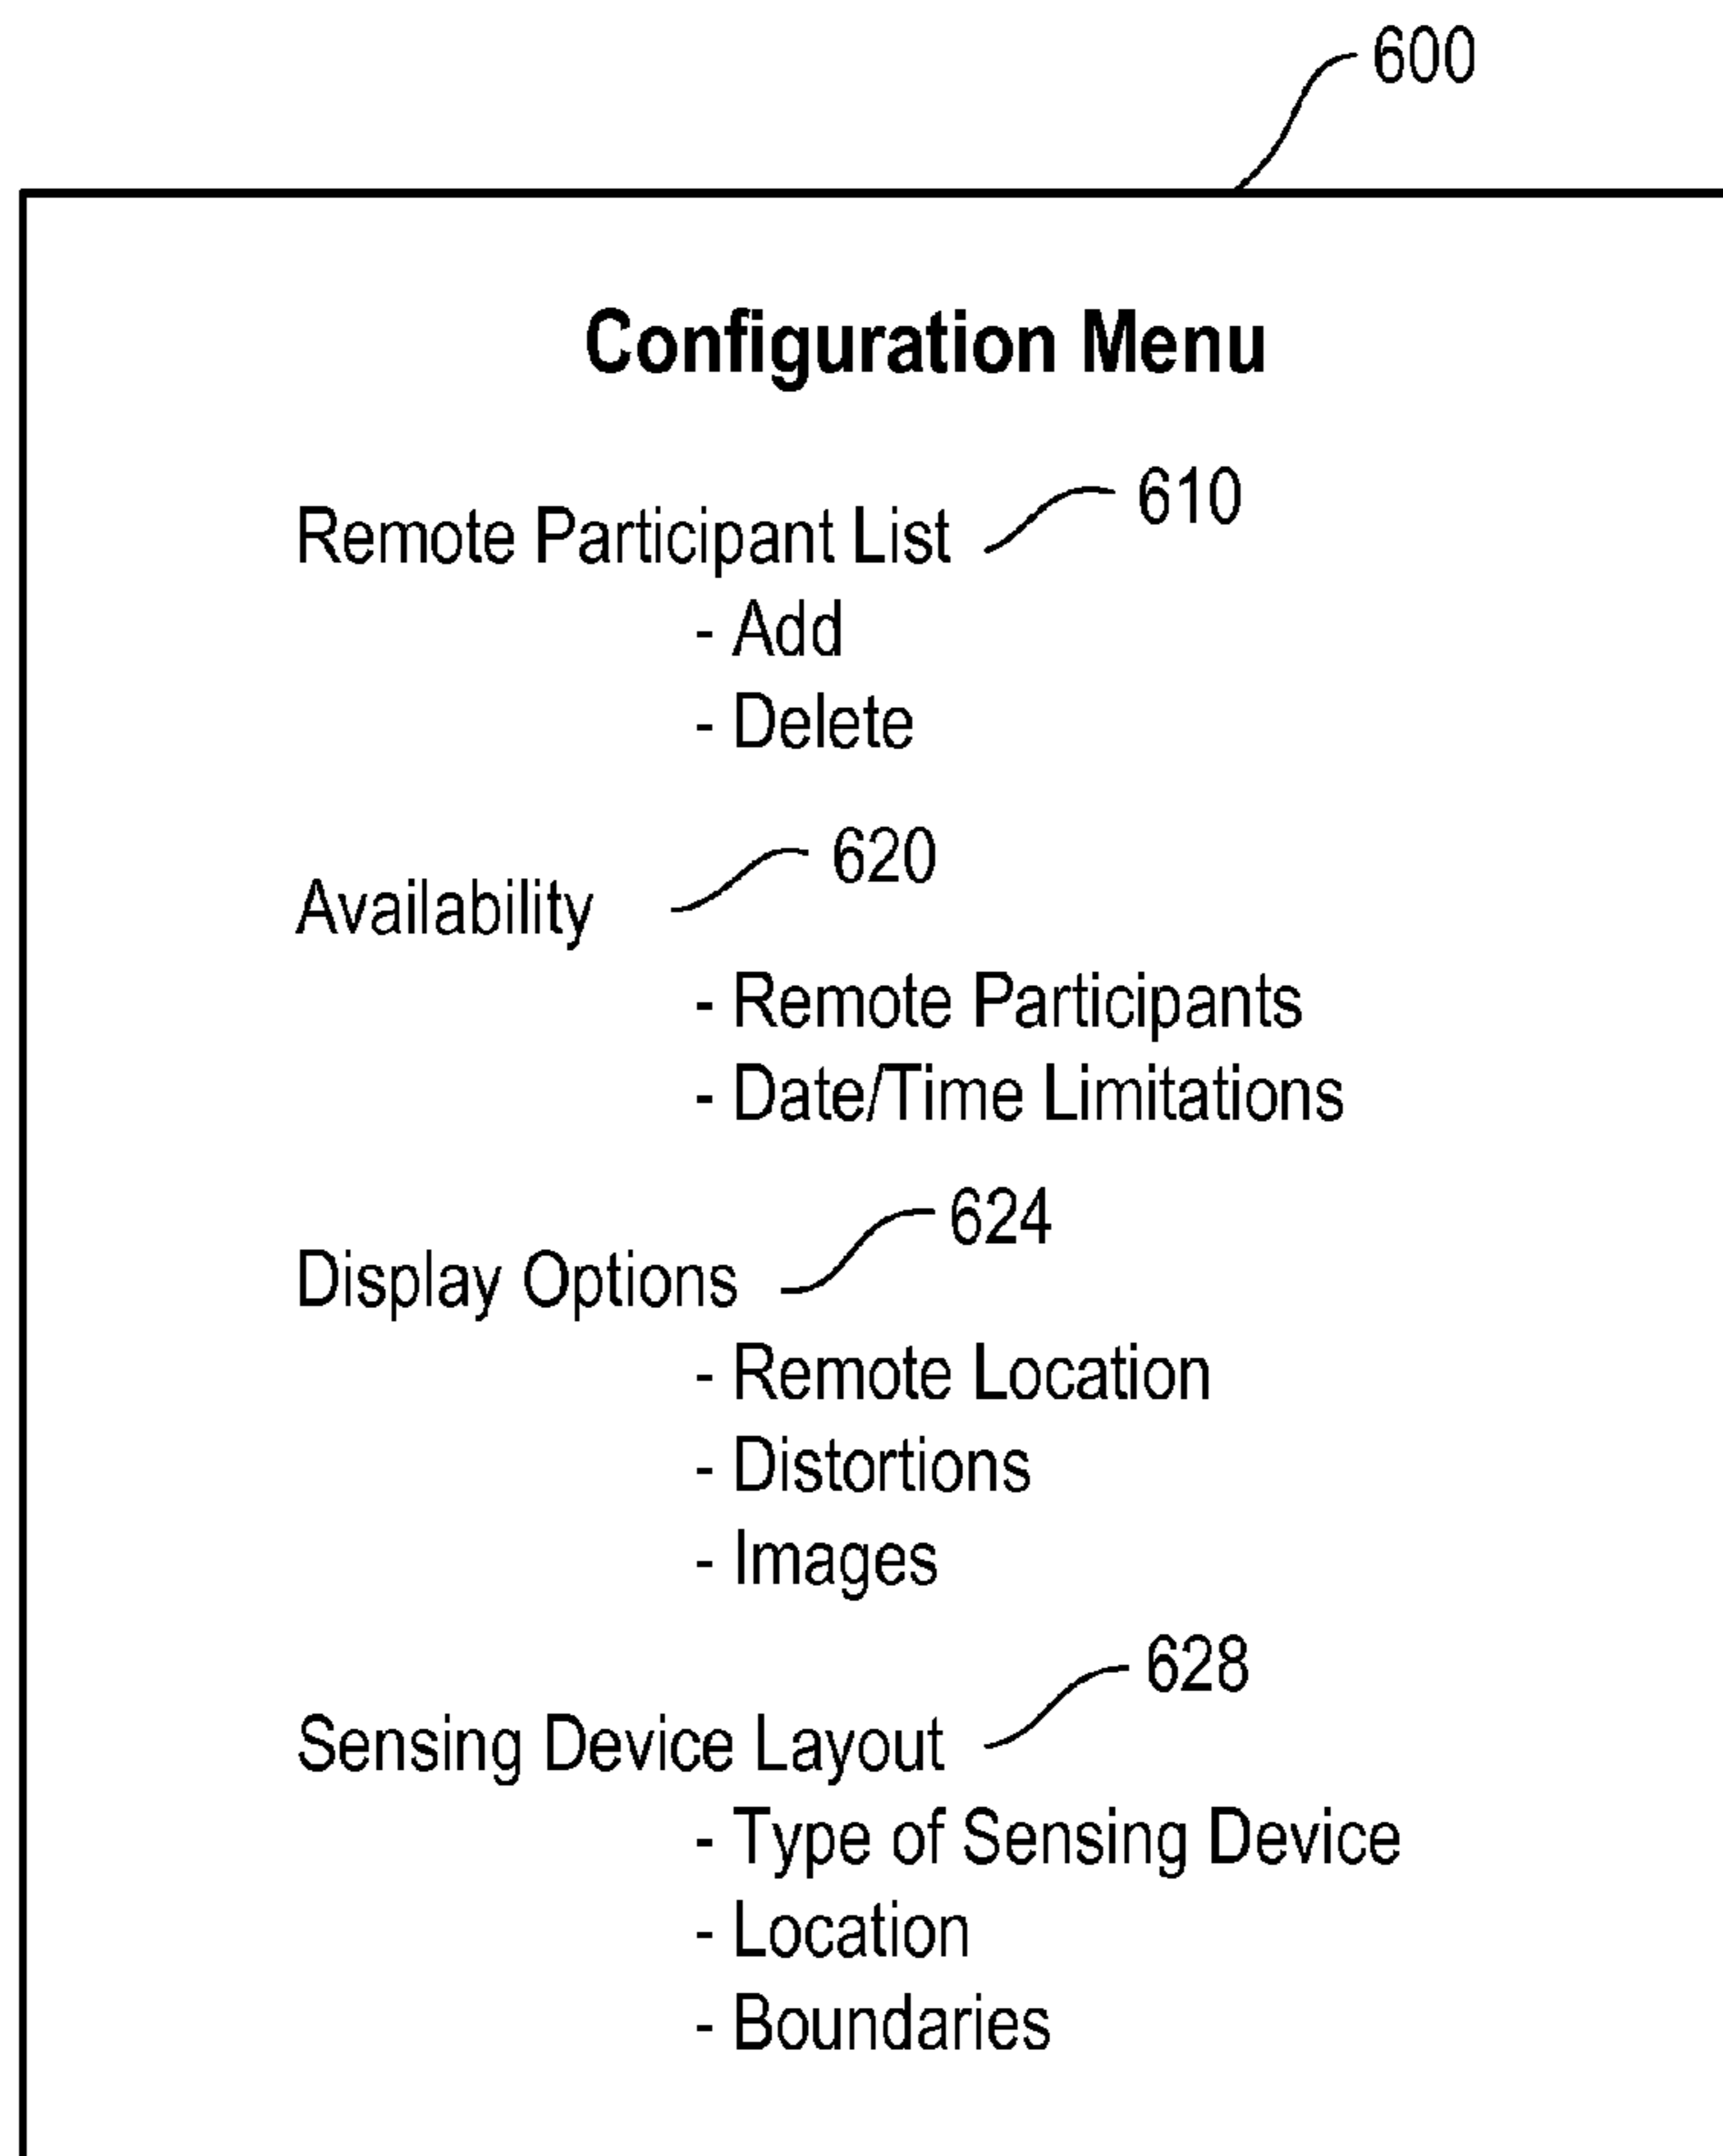 600
Configuration Menu
610
Remote Participant List
- Add
- Delete
620
Availability
- Remote Participants
- Date/Time Limitations
624
Display Options
- Remote Location
- Distortions
- Images
628
Sensing Device Layout
- Type of Sensing Device
- Location
- Boundaries